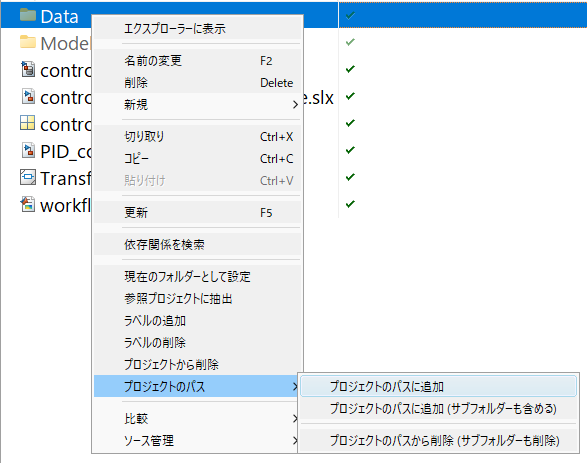 Data
エクスプローラーに表示
Model
名前の変更 F2
contro
削除 Delete
contro e.slx
新規
contro
切り取り Ctrl+X
PID_co
コピー Ctrl+C
Transf
貼り付け Ctrl+V
workfl
更新 F5
依存関係を検索
現在のフォルダーとして設定
参照プロジェクトに抽出
ラベルの追加
ラベルの削除
プロジェクトから削除
プロジェクトのパス
プロジェクトのパスに追加
プロジェクトのパスに追加 (サブフォルダーも含める)
プロジェクトのパスから削除 (サブフォルダーも削除)
比較
ソース管理